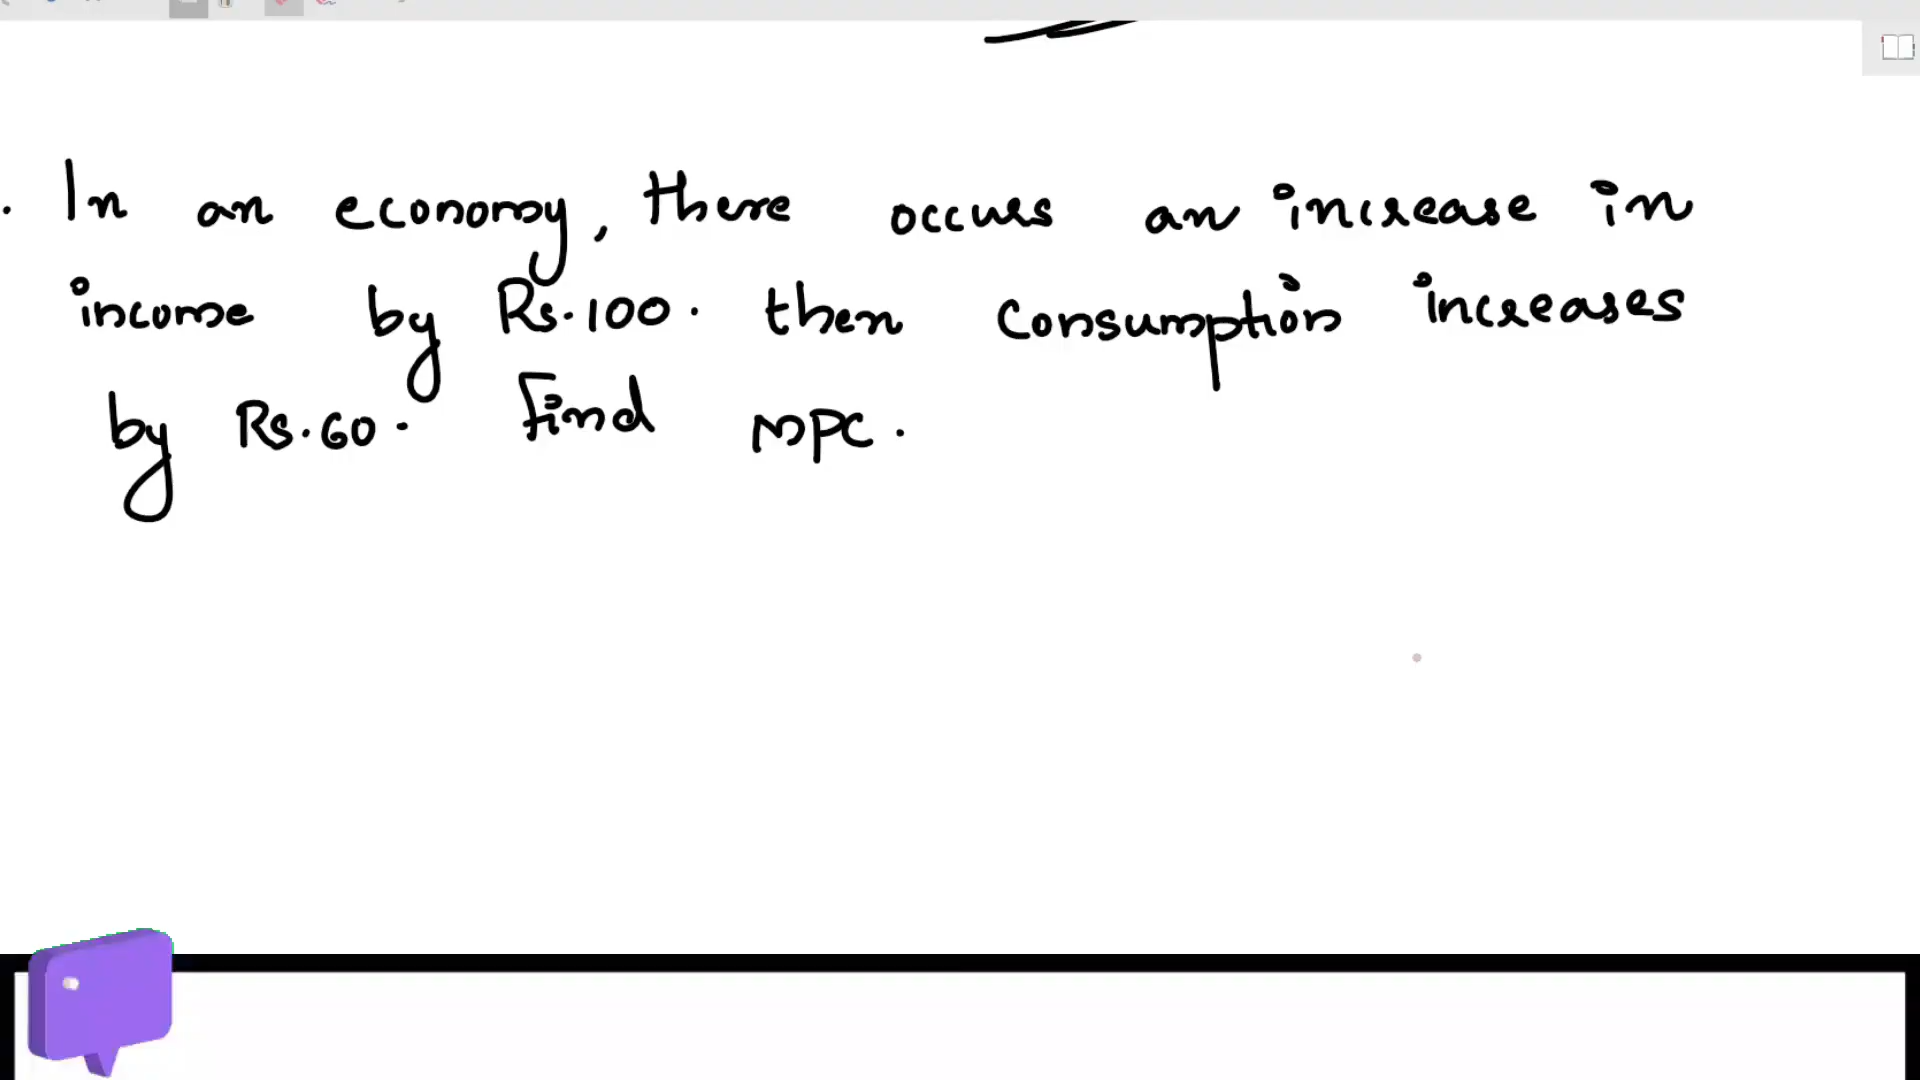 . In an economy, there occurs an increase in
income by Rs.100. then consumption increases
by Rs.60. Find MPC.